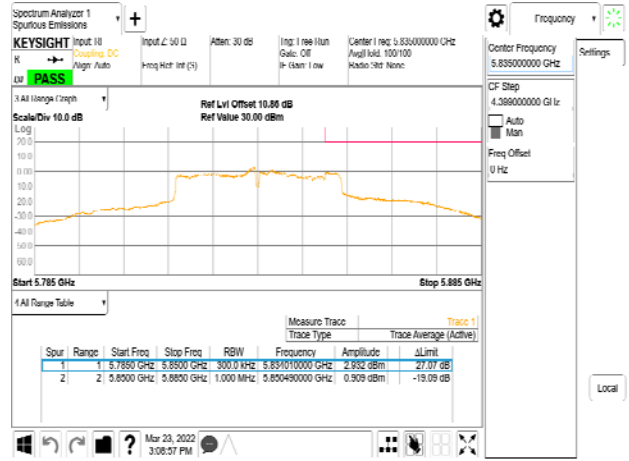 Spectrum Analyzer 1
Spurious Emissions
+
Frequency
KEYSIGHT
Input: RF
Coupling: DC
Align: Auto
Input Z: 50 Ω
Freq Ref: Int (S)
Atten: 30 dB
Trig: Free Run
Gate: Off
IF Gain: Low
Center Freq: 5.835000000 GHz
Avg|Hold: 100/100
Radio Std: None
PASS
3 All Range Graph
Scale/Div 10.0 dB
Ref Lvl Offset 10.86 dB
Ref Value 30.00 dBm
Log
20.0
10.0
0.00
10.0
20.0
-30.0
-40.0
50.0
60.0
Start 5.785 GHz
Stop 5.885 GHz
4 All Range Table
Measure Trace Trace 1
Trace Type Trace Average (Active)
Spur Range Start Freq Stop Freq RBW Frequency Amplitude ΔLimit
1 1 5.7850 GHz 5.8500 GHz 300.0 kHz 5.834010000 GHz 2.932 dBm 27.07 dB
2 2 5.8500 GHz 5.8850 GHz 1.000 MHz 5.850490000 GHz 0.909 dBm -19.09 dB
Center Frequency
5.835000000 GHz
Settings
CF Step
4.399000000 GHz
Auto
Man
Freq Offset
0 Hz
Local
?
Mar 23, 2022
3:08:57 PM